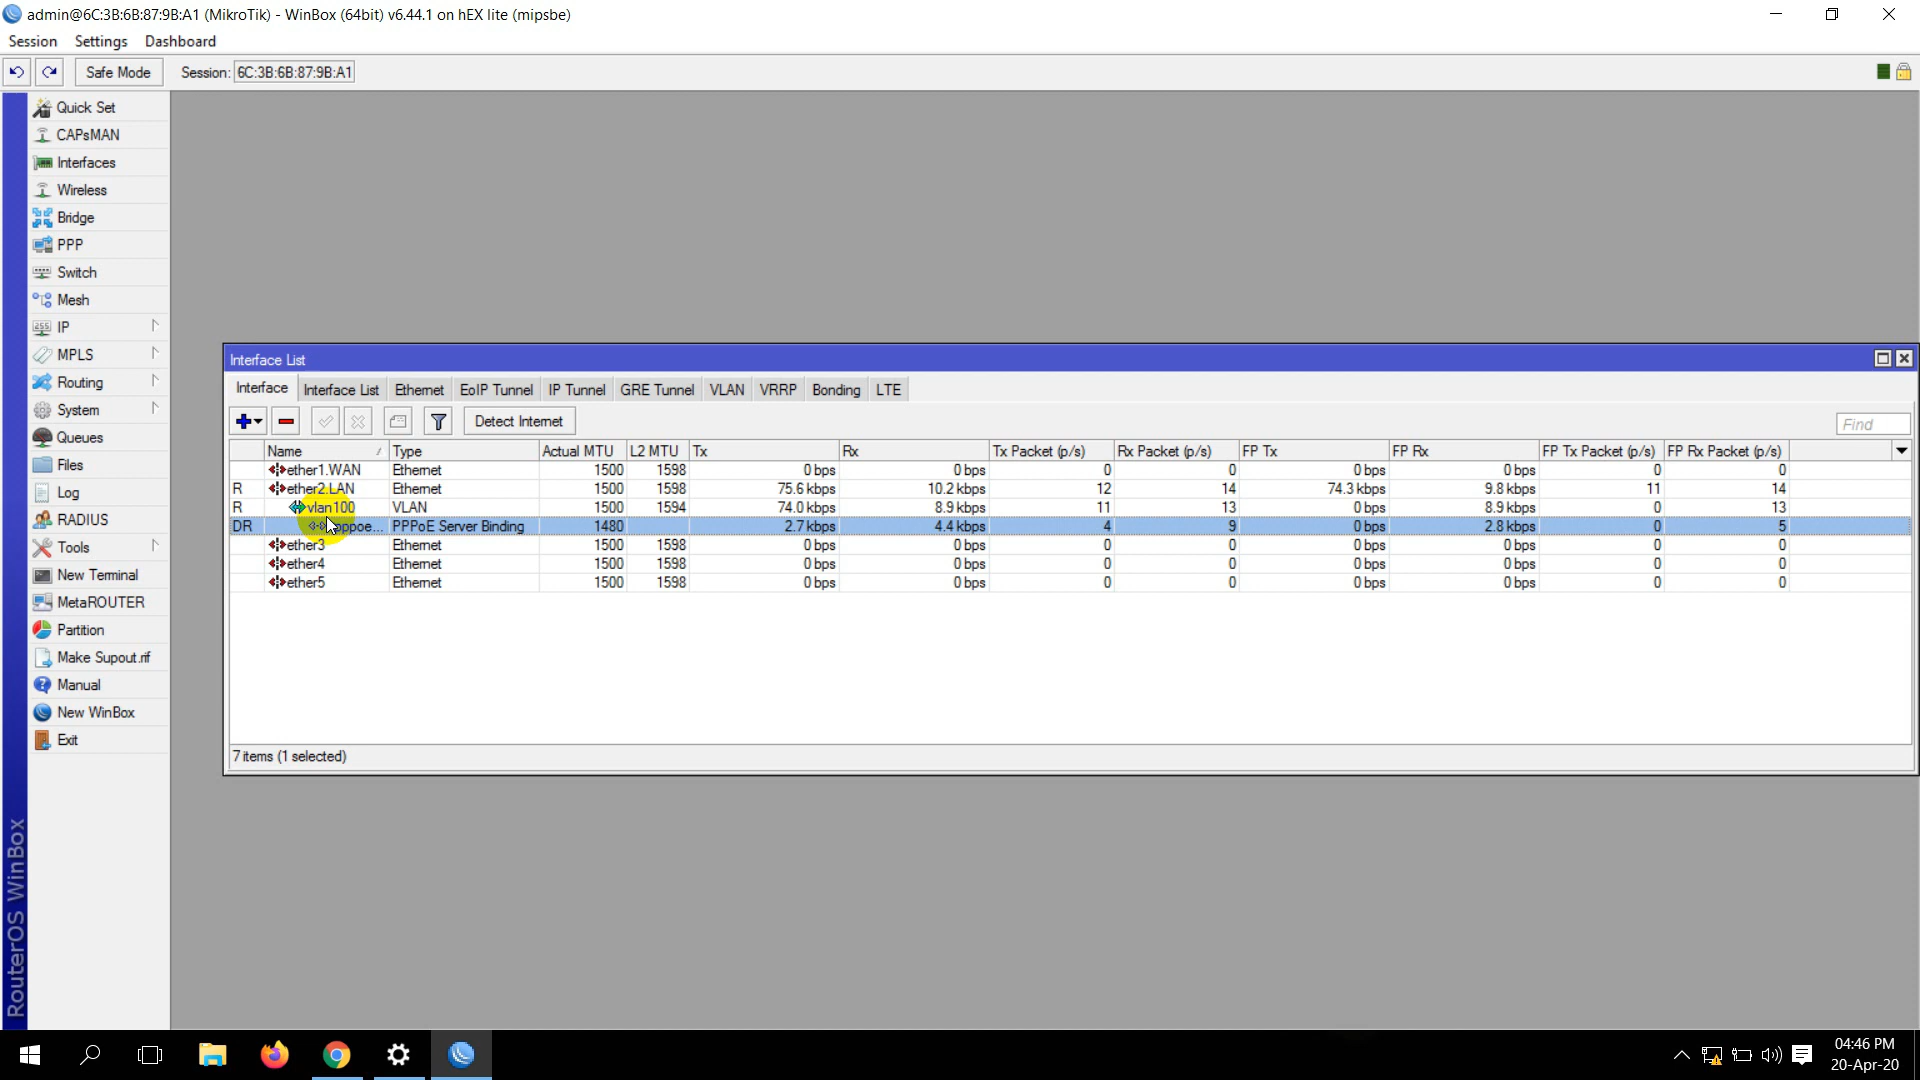 admin@6C:3B:6B:87:9B:A1 (MikroTik) - WinBox (64bit) v6.44.1 on hEX lite (mipsbe)
Session Settings Dashboard
Safe Mode Session: 6C:3B:6B:87:9B:A1
Quick Set
CAPsMAN
Interfaces
Wireless
Bridge
PPP
Switch
Mesh
IP
MPLS
Routing
System
Queues
Files
Log
RADIUS
Tools
New Terminal
MetaROUTER
Partition
Make Supout.rif
Manual
New WinBox
Exit
RouterOS WinBox
Interface List
Interface Interface List Ethernet EoIP Tunnel IP Tunnel GRE Tunnel VLAN VRRP Bonding LTE
Detect Internet Find
Name Type Actual MTU L2 MTU Tx Rx Tx Packet (p/s) Rx Packet (p/s) FP Tx FP Rx FP Tx Packet (p/s) FP Rx Packet (p/s)
ether1.WAN Ethernet 1500 1598 0 bps 0 bps 0 0 0 bps 0 bps 0 0
R ether2.LAN Ethernet 1500 1598 75.6 kbps 10.2 kbps 12 14 74.3 kbps 9.8 kbps 11 14
R vlan100 VLAN 1500 1594 74.0 kbps 8.9 kbps 11 13 0 bps 8.9 kbps 0 13
DR PPPoE Server Binding 1480 2.7 kbps 4.4 kbps 4 9 0 bps 2.8 kbps 0 5
ether3 Ethernet 1500 1598 0 bps 0 bps 0 0 0 bps 0 bps 0 0
ether4 Ethernet 1500 1598 0 bps 0 bps 0 0 0 bps 0 bps 0 0
ether5 Ethernet 1500 1598 0 bps 0 bps 0 0 0 bps 0 bps 0 0
7 items (1 selected)
04:46 PM
20-Apr-20